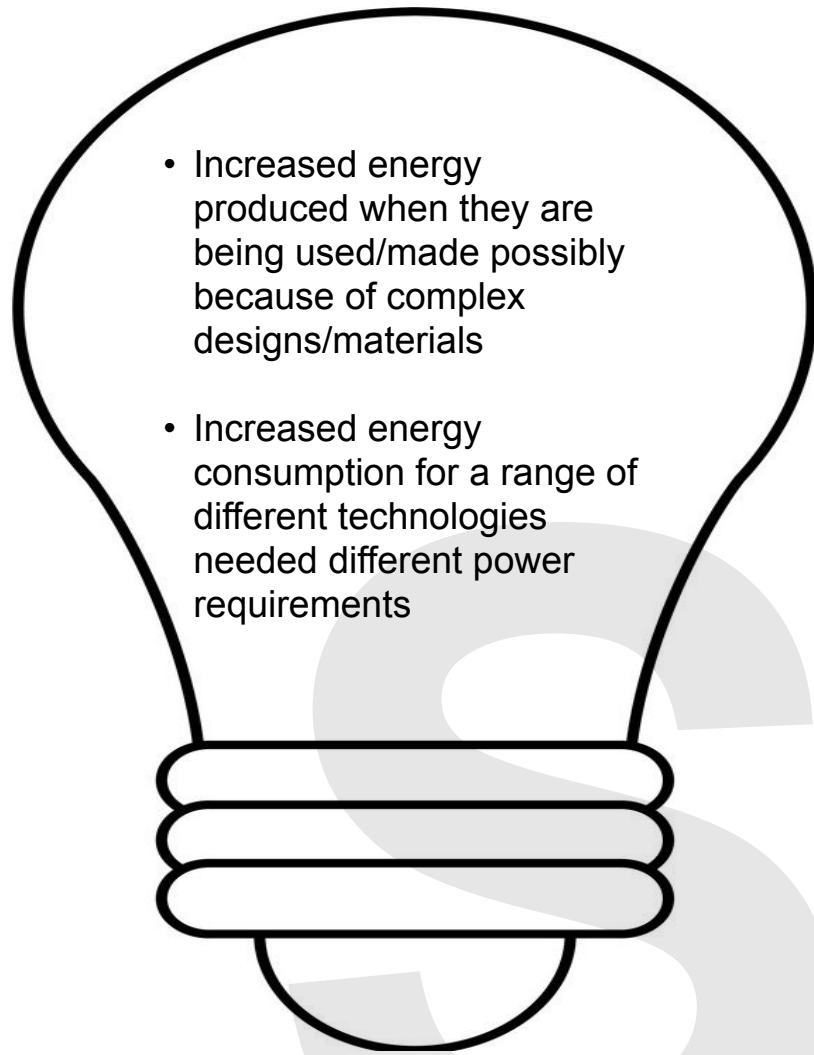 • Increased energy
produced when they are
being used/made possibly
because of complex
designs/materials
• Increased energy
consumption for a range of
different technologies
needed different power
requirements